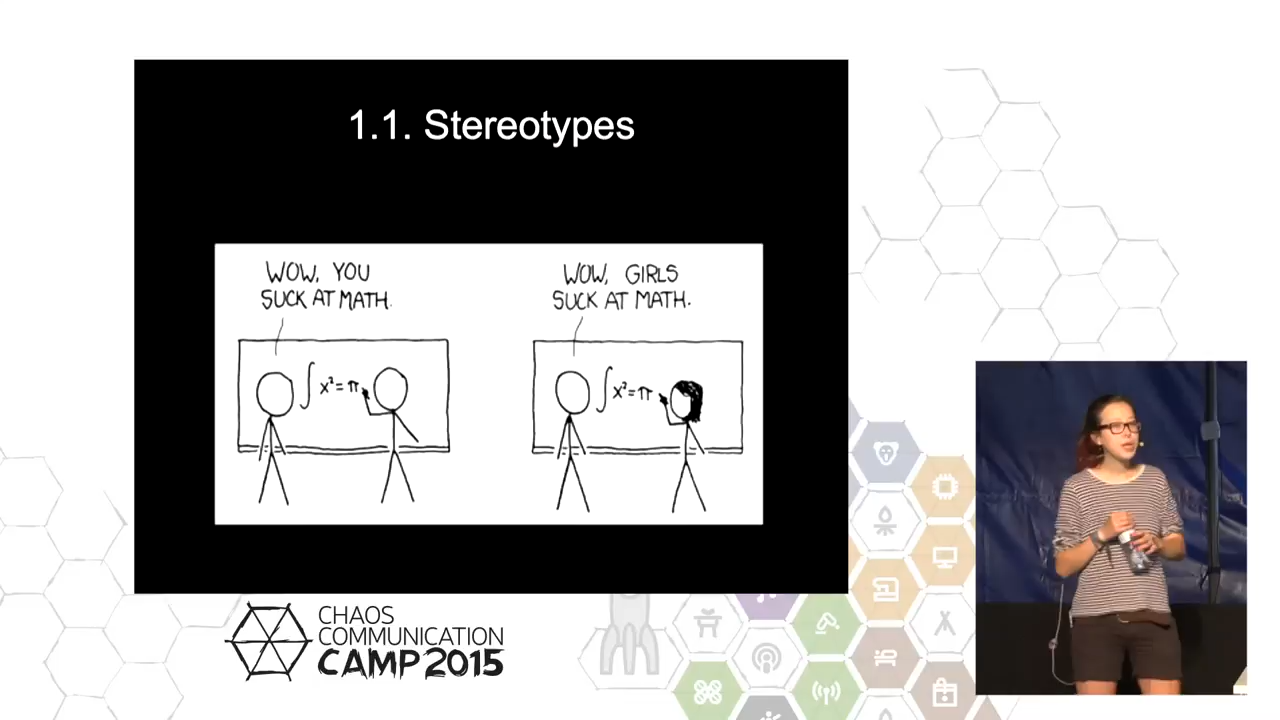 1.1. Stereotypes
WOW, YOU
SUCK AT MATH.
∫x²=π
WOW, GIRLS
SUCK AT MATH.
∫x²=π
CHAOS
COMMUNICATION
CAMP 2015